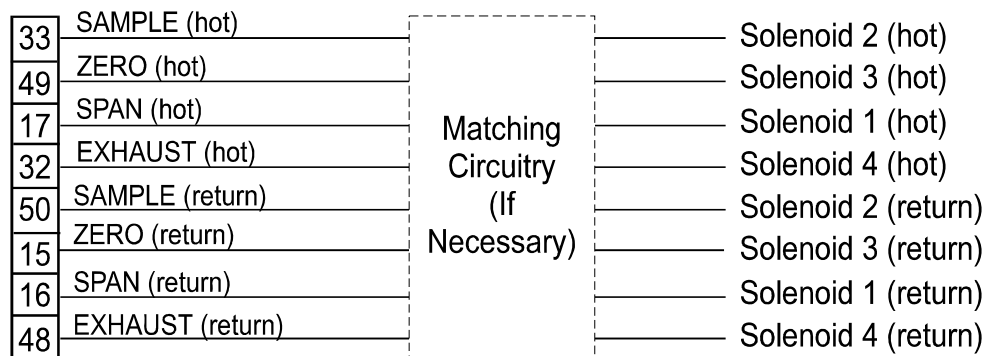 33 SAMPLE (hot) Solenoid 2 (hot)
49 ZERO (hot) Solenoid 3 (hot)
17 SPAN (hot) Solenoid 1 (hot)
32 EXHAUST (hot) Solenoid 4 (hot)
50 SAMPLE (return) Solenoid 2 (return)
15 ZERO (return) Solenoid 3 (return)
16 SPAN (return) Solenoid 1 (return)
48 EXHAUST (return) Solenoid 4 (return)
Matching
Circuitry
(If
Necessary)